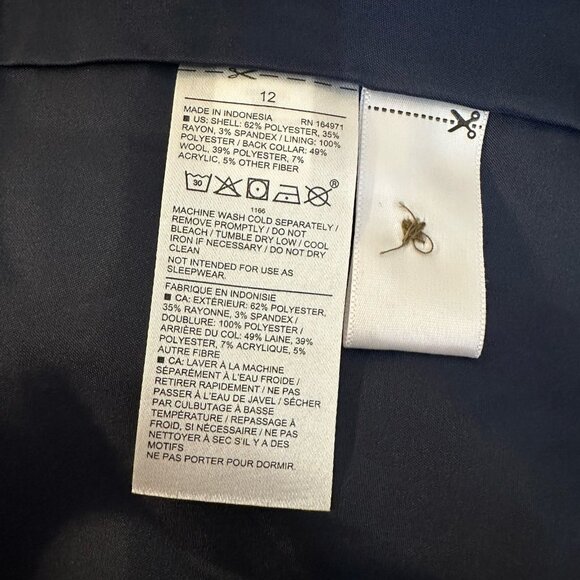 12
MADE IN INDONESIA RN 164971
■ US: SHELL: 62% POLYESTER, 35%
RAYON, 3% SPANDEX / LINING: 100%
POLYESTER / BACK COLLAR: 49%
WOOL, 39% POLYESTER, 7%
ACRYLIC, 5% OTHER FIBER
30 ®
1166
MACHINE WASH COLD SEPARATELY /
REMOVE PROMPTLY / DO NOT
BLEACH / TUMBLE DRY LOW / COOL
IRON IF NECESSARY / DO NOT DRY
CLEAN
NOT INTENDED FOR USE AS
SLEEPWEAR.
FABRIQUE EN INDONISIE
■ CA: EXTÉRIEUR: 62% POLYESTER,
35% RAYONNE, 3% SPANDEX /
DOUBLURE: 100% POLYESTER /
ARRIÈRE DU COL: 49% LAINE, 39%
POLYESTER, 7% ACRYLIQUE, 5%
AUTRE FIBRE
■ CA: LAVER À LA MACHINE
SÉPARÉMENT À L'EAU FROIDE /
RETIRER RAPIDEMENT / NE PAS
PASSER À L'EAU DE JAVEL / SÉCHER
PAR CULBUTAGE À BASSE
TEMPÉRATURE / REPASSAGE À
FROID, SI NÉCESSAIRE / NE PAS
NETTOYER À SEC S'IL Y A DES
MOTIFS
NE PAS PORTER POUR DORMIR.